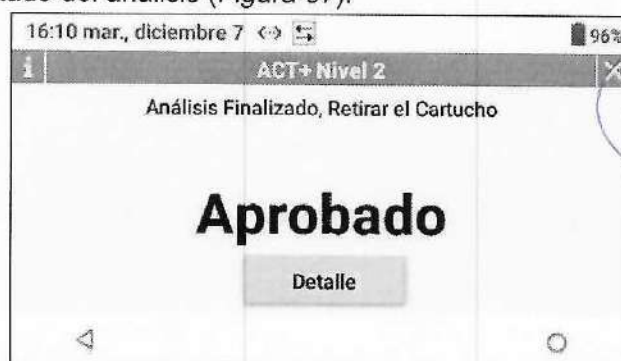 16:10 mar., diciembre 7 96%
i ACT+ Nivel 2 X
Análisis Finalizado, Retirar el Cartucho
Aprobado
Detalle